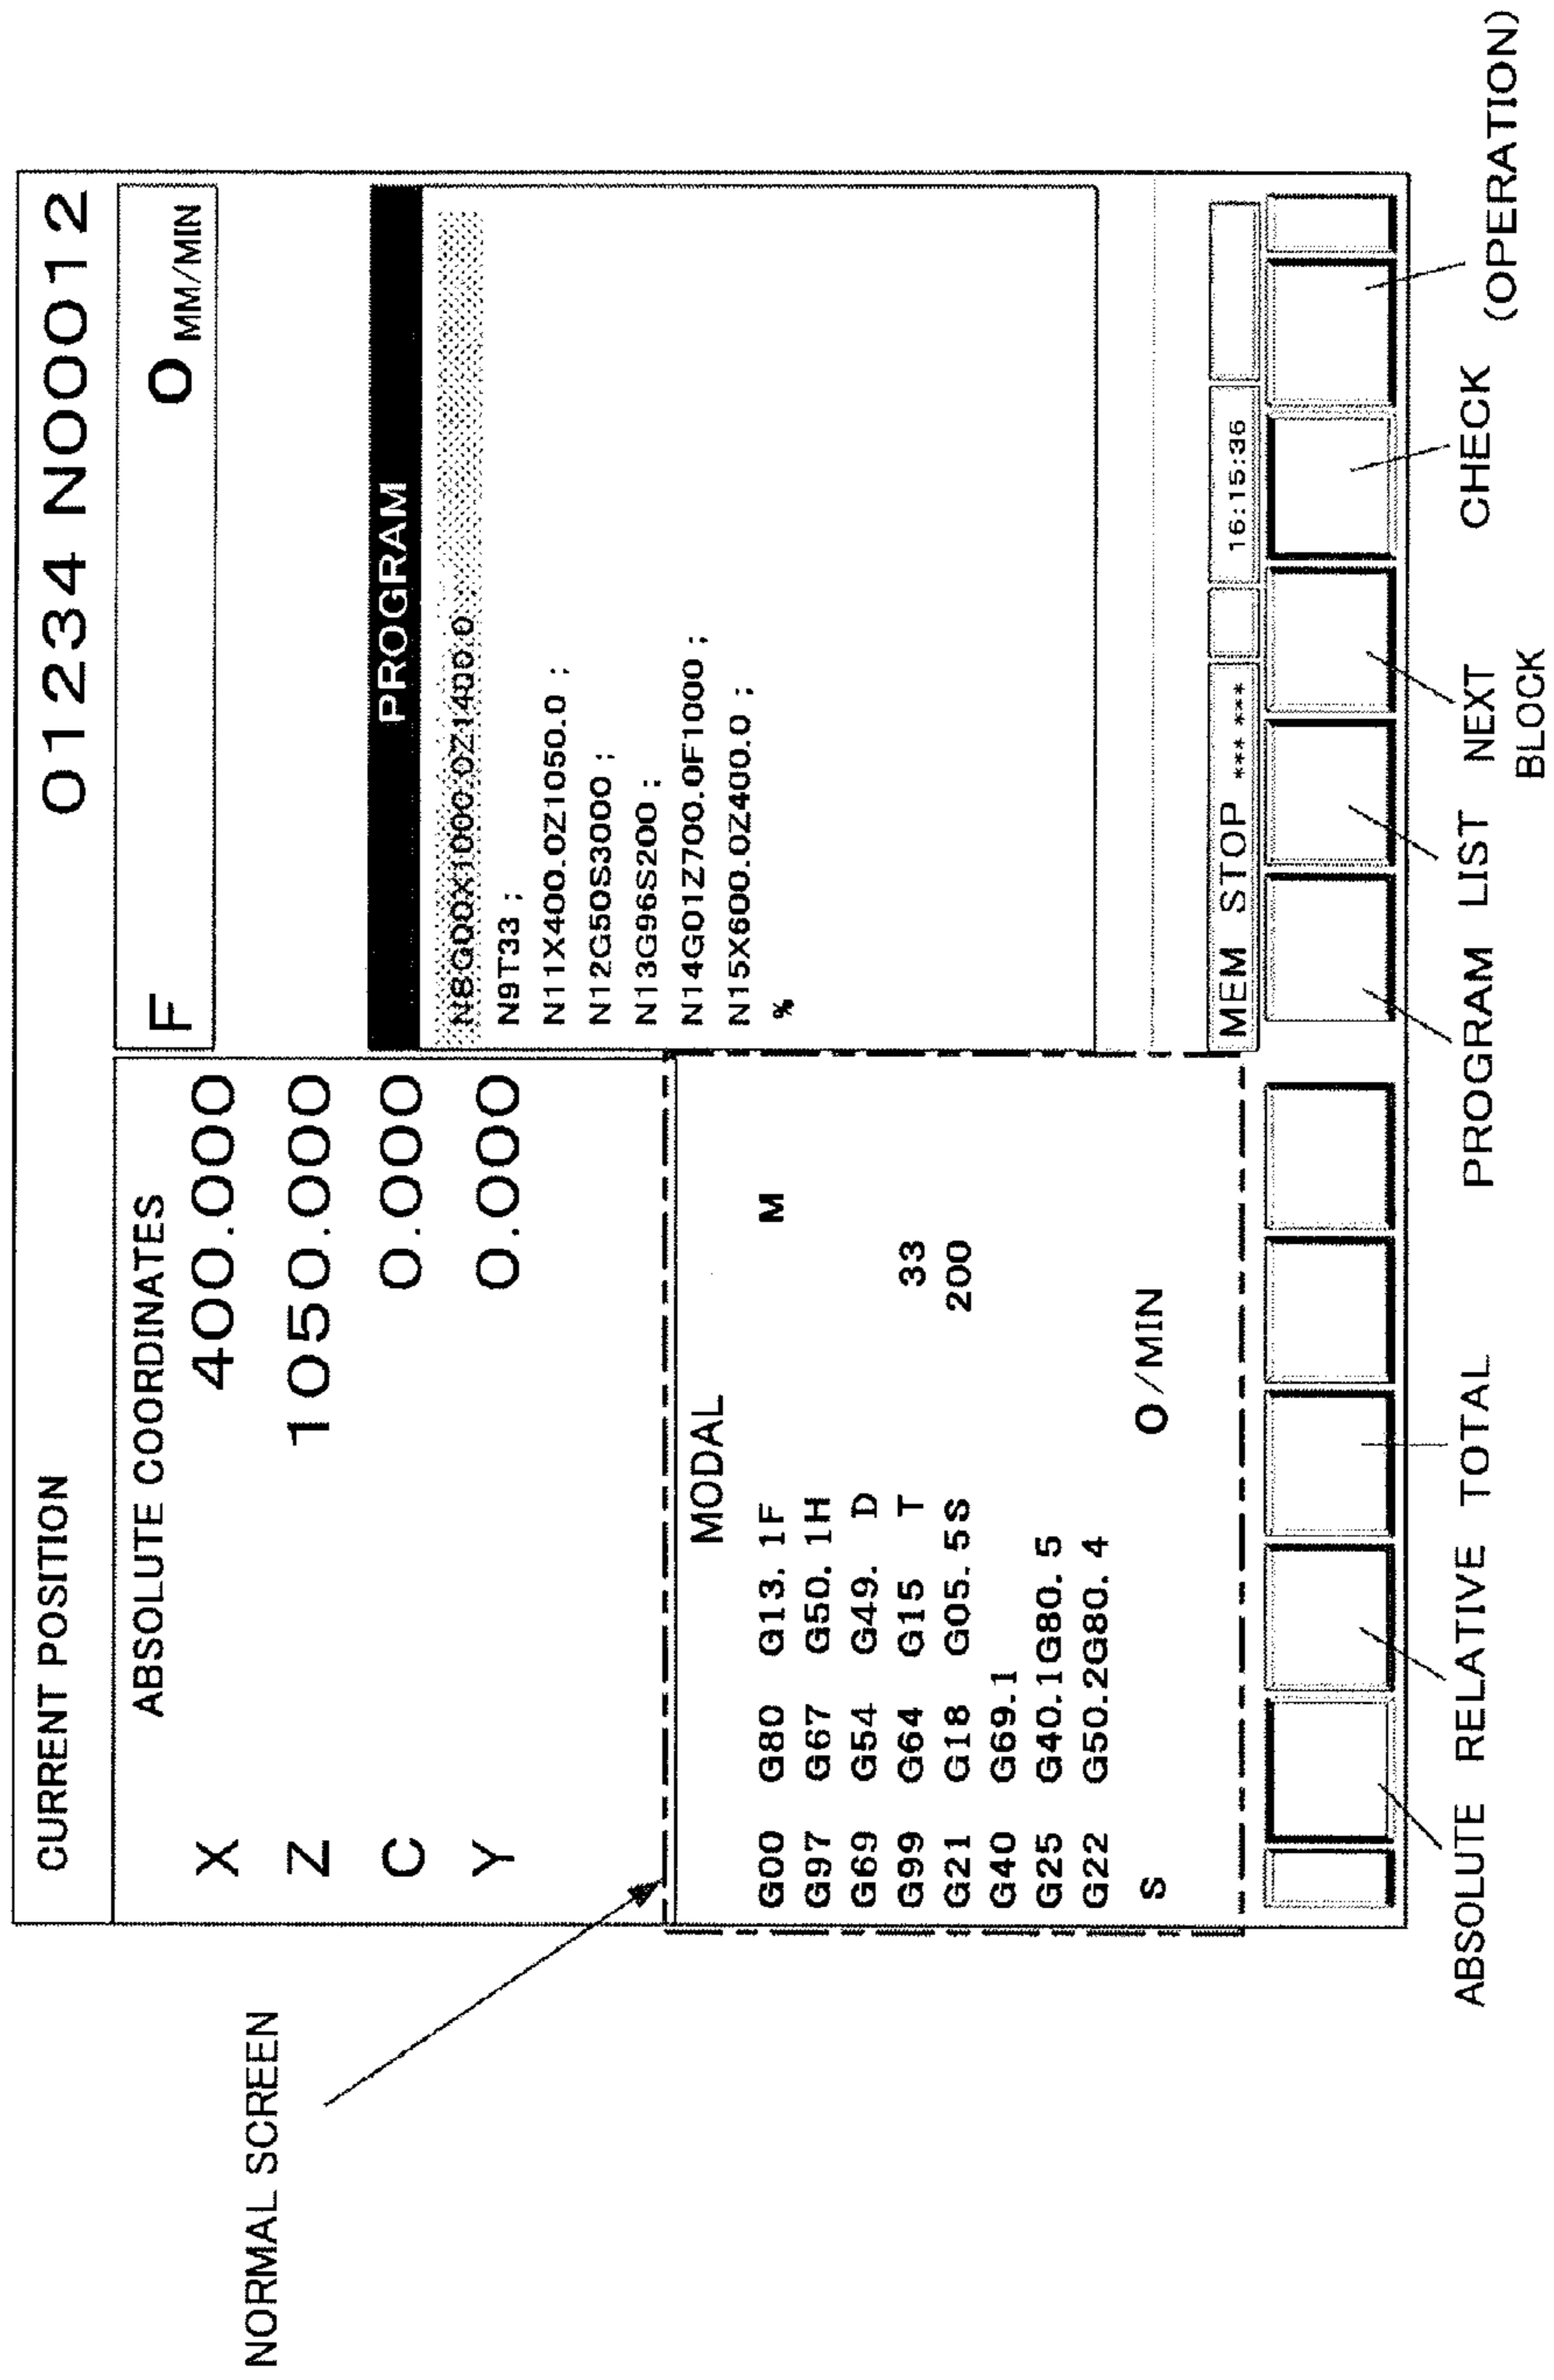 NORMAL SCREEN
CURRENT POSITION
O1234 N00012
ABSOLUTE COORDINATES
X 400.000
Z 1050.000
C 0.000
Y 0.000
F 0 MM/MIN
PROGRAM
N8G00X1000.0Z1400.0
N9T33 ;
N11X400.0Z1050.0 ;
N12G50S3000 ;
N13G96S200 ;
N14G01Z700.0F1000 ;
N15X600.0Z400.0 ;
%
MODAL
G00 G80 G13. 1F M
G97 G67 G50. 1H
G69 G54 G49. D
G99 G64 G15 T 33
G21 G18 G05. 5S 200
G40 G69.1
G25 G40.1G80. 5
G22 G50.2G80. 4
S 0 /MIN
MEM STOP *** ***
16:15:36
ABSOLUTE
RELATIVE
TOTAL
PROGRAM
LIST
NEXT
BLOCK
CHECK
(OPERATION)